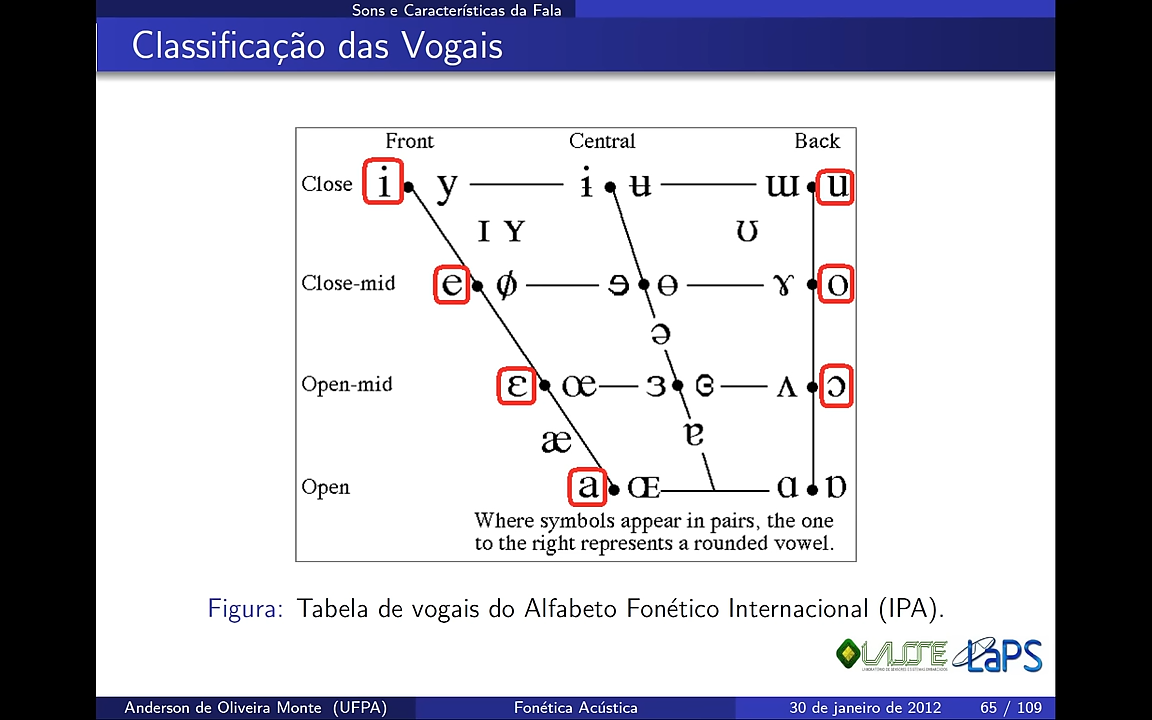 Sons e Características da Fala
Classificação das Vogais
Front Central Back
Close i y ɨ ʉ ɯ u
I Y ʊ
Close-mid e ø ɘ ɵ ɤ o
ə
Open-mid ɛ œ ɜ ɞ ʌ ɔ
æ ɐ
Open a Œ ɑ ɒ
Where symbols appear in pairs, the one
to the right represents a rounded vowel.
Figura: Tabela de vogais do Alfabeto Fonético Internacional (IPA).
LASSE LaPS
Anderson de Oliveira Monte (UFPA) Fonética Acústica 30 de janeiro de 2012 65 / 109